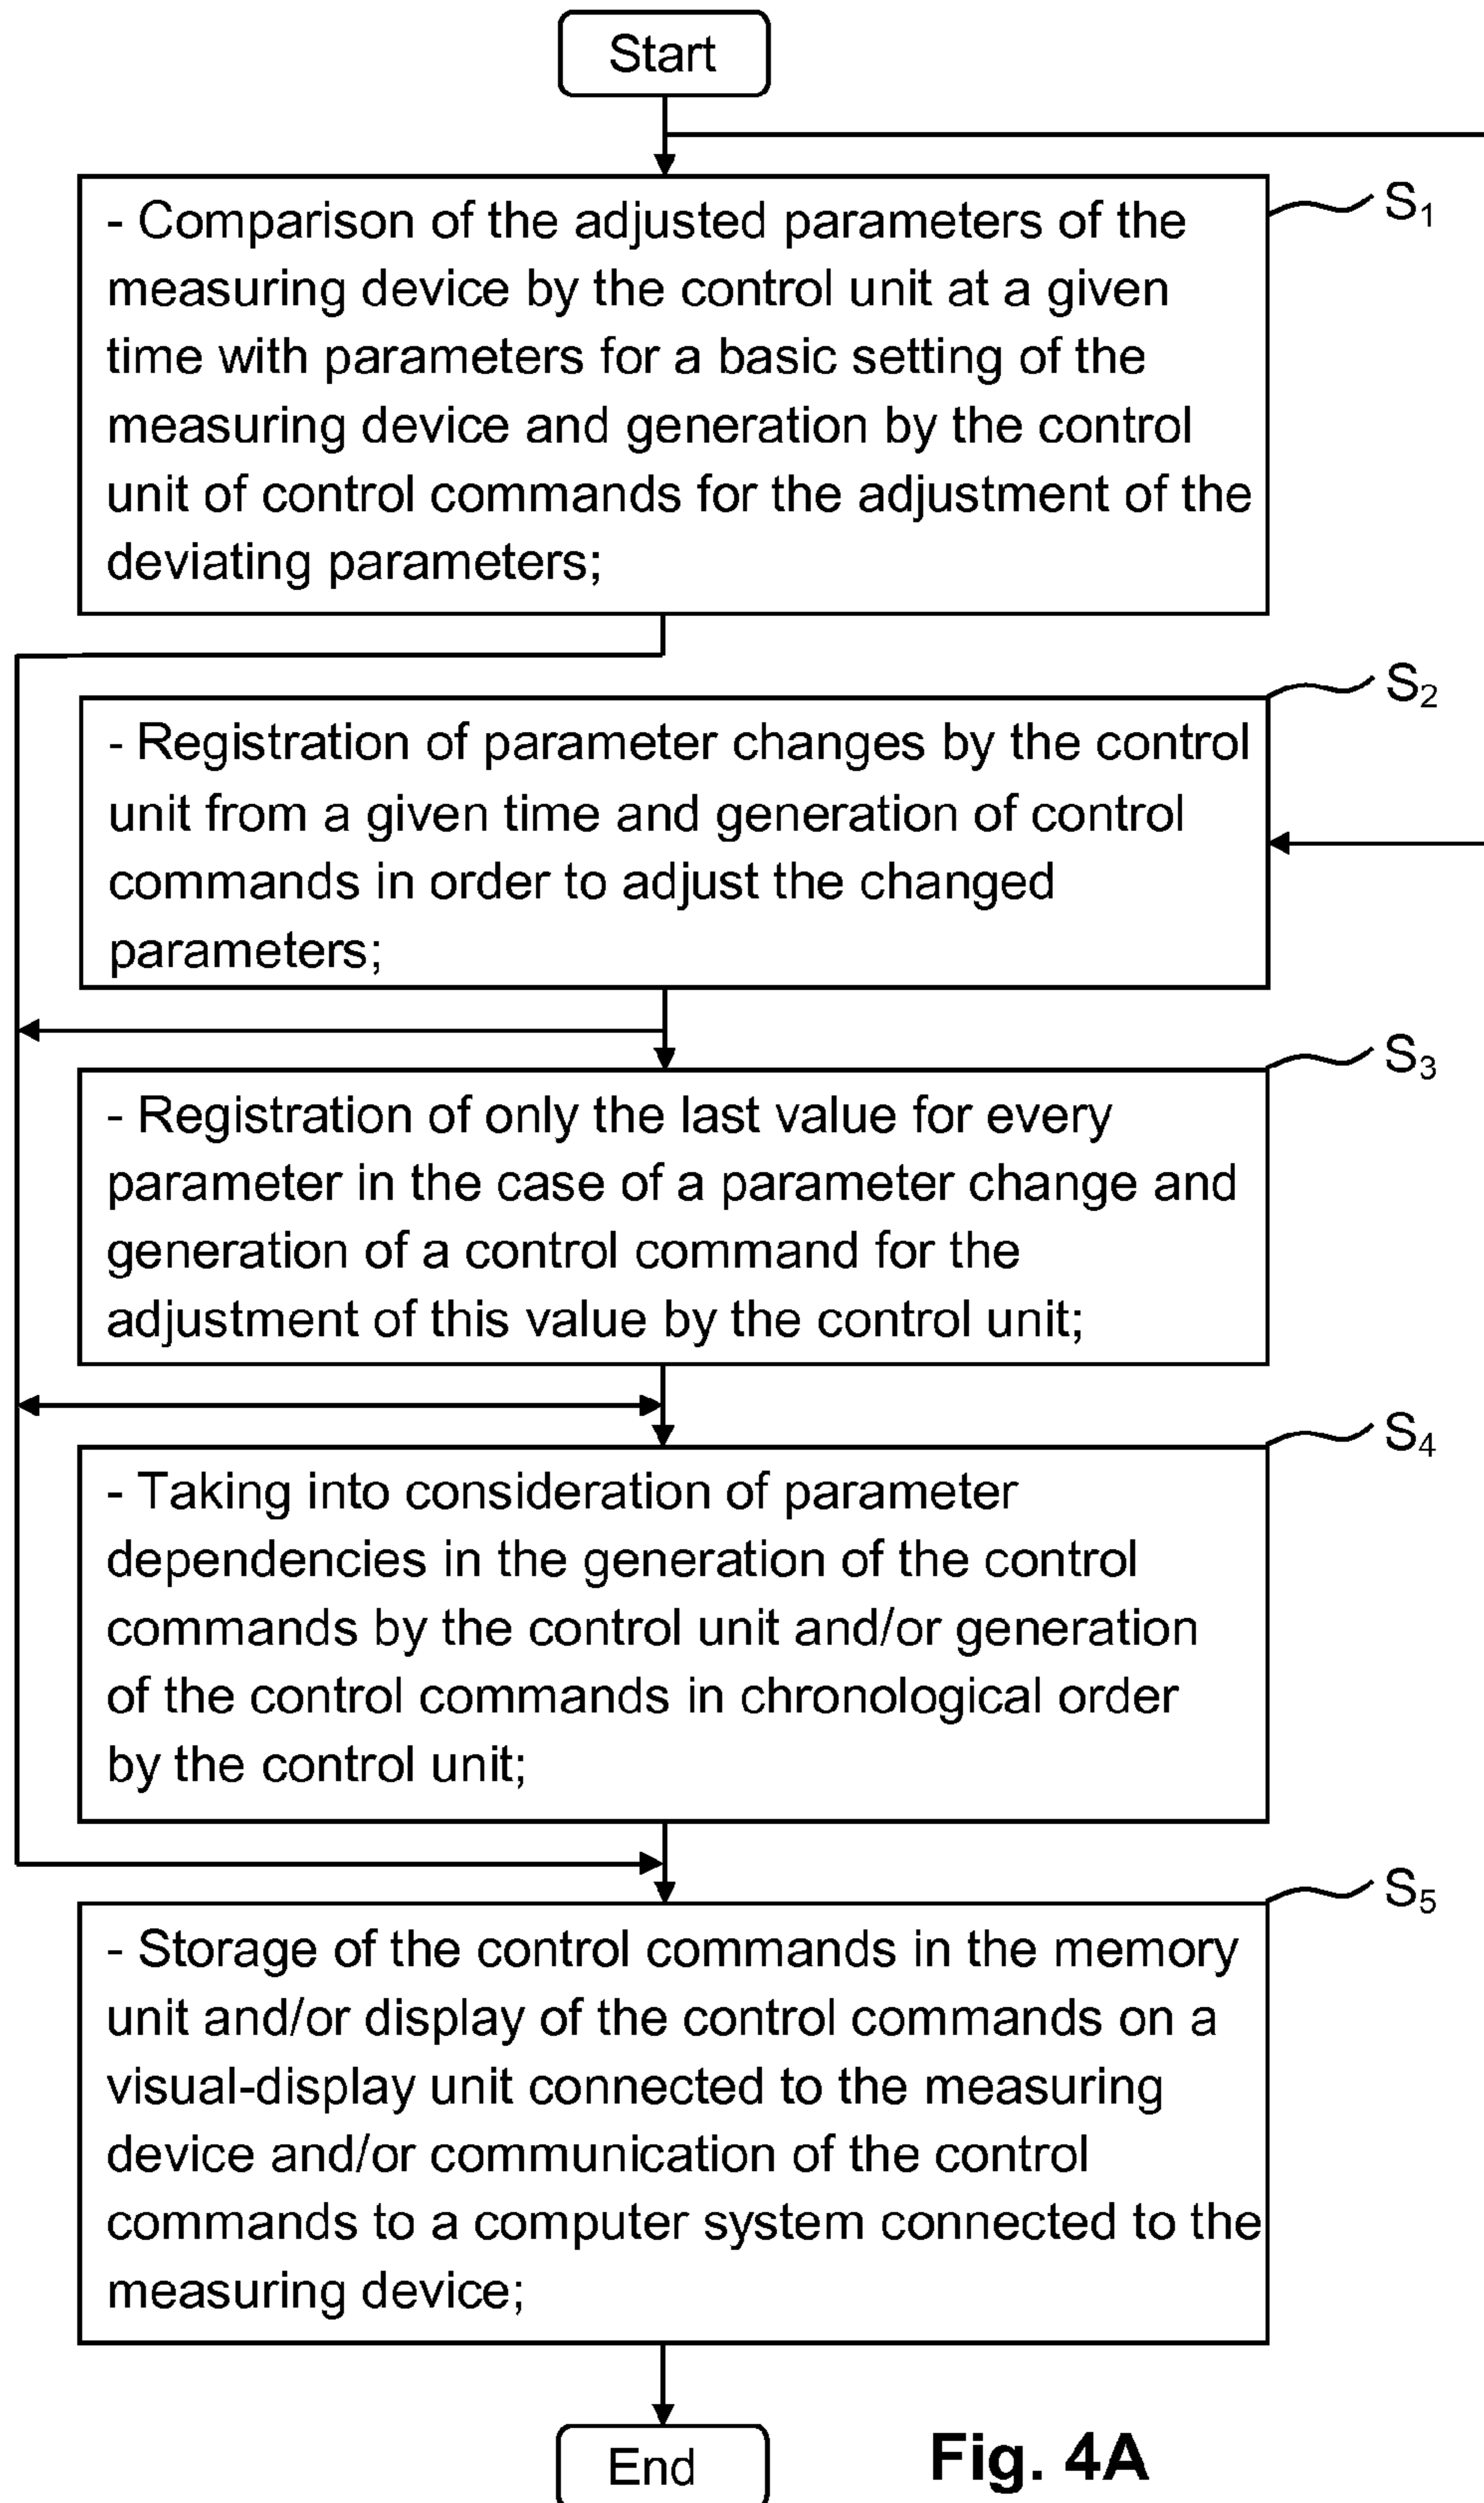 Start
- Comparison of the adjusted parameters of the
measuring device by the control unit at a given
time with parameters for a basic setting of the
measuring device and generation by the control
unit of control commands for the adjustment of the
deviating parameters;
S1
- Registration of parameter changes by the control
unit from a given time and generation of control
commands in order to adjust the changed
parameters;
S2
- Registration of only the last value for every
parameter in the case of a parameter change and
generation of a control command for the
adjustment of this value by the control unit;
S3
- Taking into consideration of parameter
dependencies in the generation of the control
commands by the control unit and/or generation
of the control commands in chronological order
by the control unit;
S4
- Storage of the control commands in the memory
unit and/or display of the control commands on a
visual-display unit connected to the measuring
device and/or communication of the control
commands to a computer system connected to the
measuring device;
S5
End
Fig. 4A